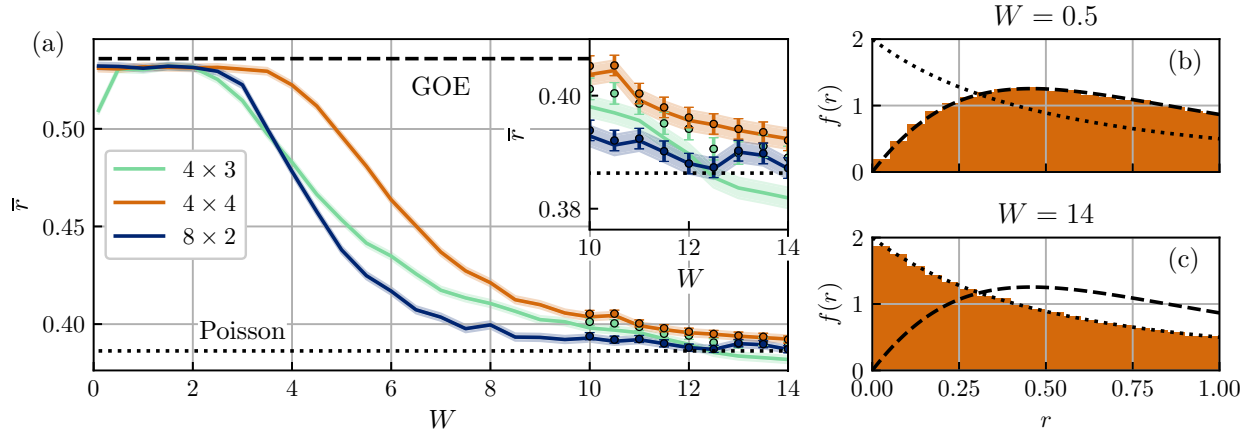 (a)
GOE
Poisson
4 × 3
4 × 4
8 × 2
r̿
0.50
0.45
0.40
0 2 4 6 8 10 12 14
W
r̿
0.40
0.38
10 12 14
W
W = 0.5
(b)
f(r)
2
1
0
W = 14
(c)
f(r)
2
1
0
0.00 0.25 0.50 0.75 1.00
r